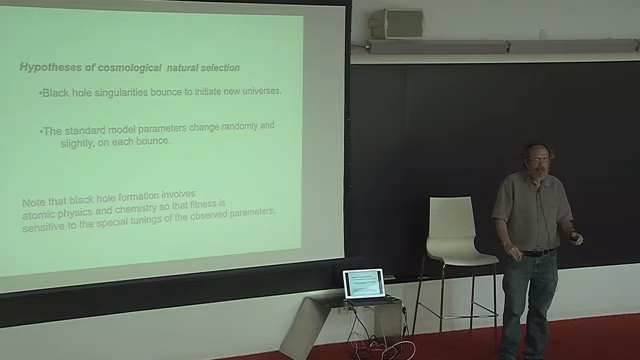 Hypotheses of cosmological natural selection
•Black hole singularities bounce to initiate new universes.
•The standard model parameters change randomly and
slightly, on each bounce.
Note that black hole formation involves
atomic physics and chemistry so that fitness is
sensitive to the special tunings of the observed parameters.